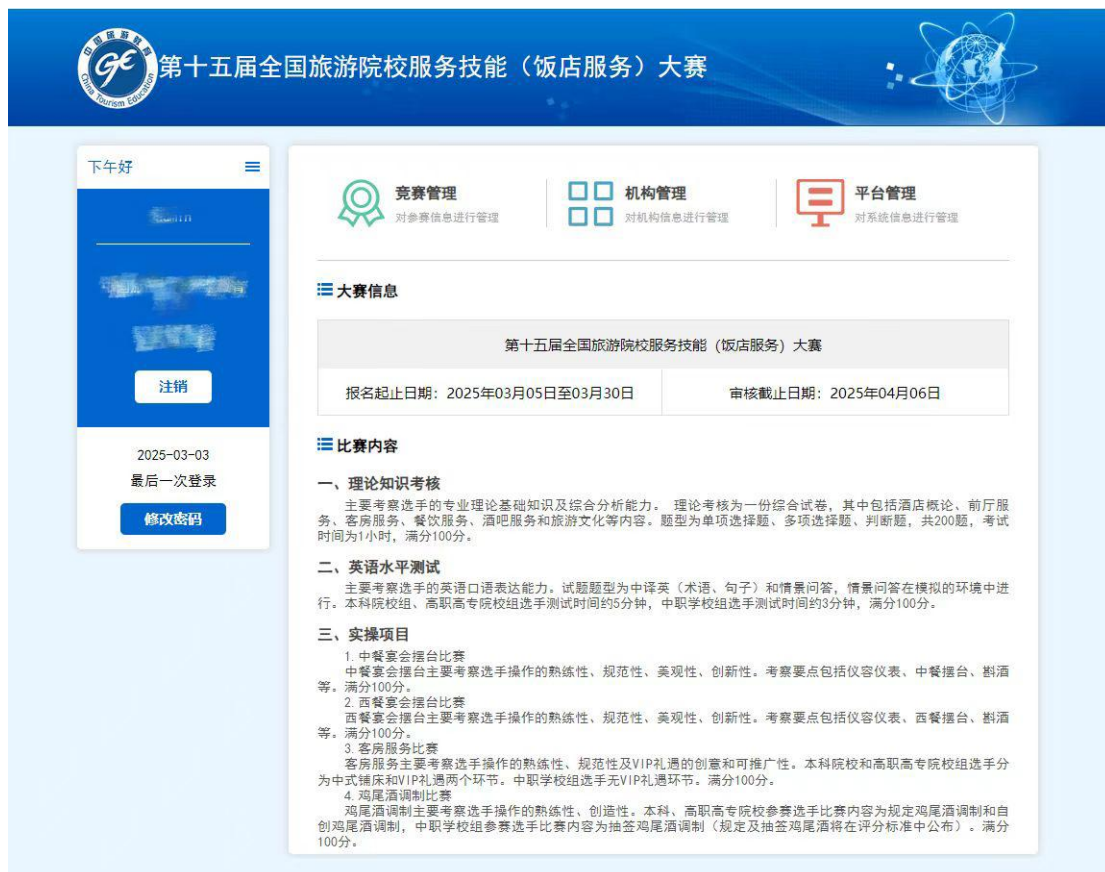 中国旅游教育
China Tourism Education
第十五届全国旅游院校服务技能（饭店服务）大赛
下午好
注销
2025-03-03
最后一次登录
修改密码
竞赛管理
对参赛信息进行管理
机构管理
对机构信息进行管理
平台管理
对系统信息进行管理
大赛信息
第十五届全国旅游院校服务技能（饭店服务）大赛
报名起止日期：2025年03月05日至03月30日
审核截止日期：2025年04月06日
比赛内容
一、理论知识考核
主要考察选手的专业理论基础知识及综合分析能力。 理论考核为一份综合试卷，其中包括酒店概论、前厅服
务、客房服务、餐饮服务、酒吧服务和旅游文化等内容。题型为单项选择题、多项选择题、判断题，共200题，考试
时间为1小时，满分100分。
二、英语水平测试
主要考察选手的英语口语表达能力。试题题型为中译英（术语、句子）和情景问答，情景问答在模拟的环境中进
行。本科院校组、高职高专院校组选手测试时间约5分钟，中职学校组选手测试时间约3分钟，满分100分。
三、实操项目
1.中餐宴会摆台比赛
中餐宴会摆台主要考察选手操作的熟练性、规范性、美观性、创新性。考察要点包括仪容仪表、中餐摆台、斟酒
等。满分100分。
2.西餐宴会摆台比赛
西餐宴会摆台主要考察选手操作的熟练性、规范性、美观性、创新性。考察要点包括仪容仪表、西餐摆台、斟酒
等。满分100分。
3.客房服务比赛
客房服务主要考察选手操作的熟练性、规范性及VIP礼遇的创意和可推广性。本科院校和高职高专院校组选手分
为中式铺床和VIP礼遇两个环节。中职学校组选手无VIP礼遇环节。满分100分。
4.鸡尾酒调制比赛
鸡尾酒调制主要考察选手操作的熟练性、创造性。本科、高职高专院校参赛选手比赛内容为规定鸡尾酒调制和自
创鸡尾酒调制，中职学校组参赛选手比赛内容为抽签鸡尾酒调制（规定及抽签鸡尾酒将在评分标准中公布）。满分
100分。